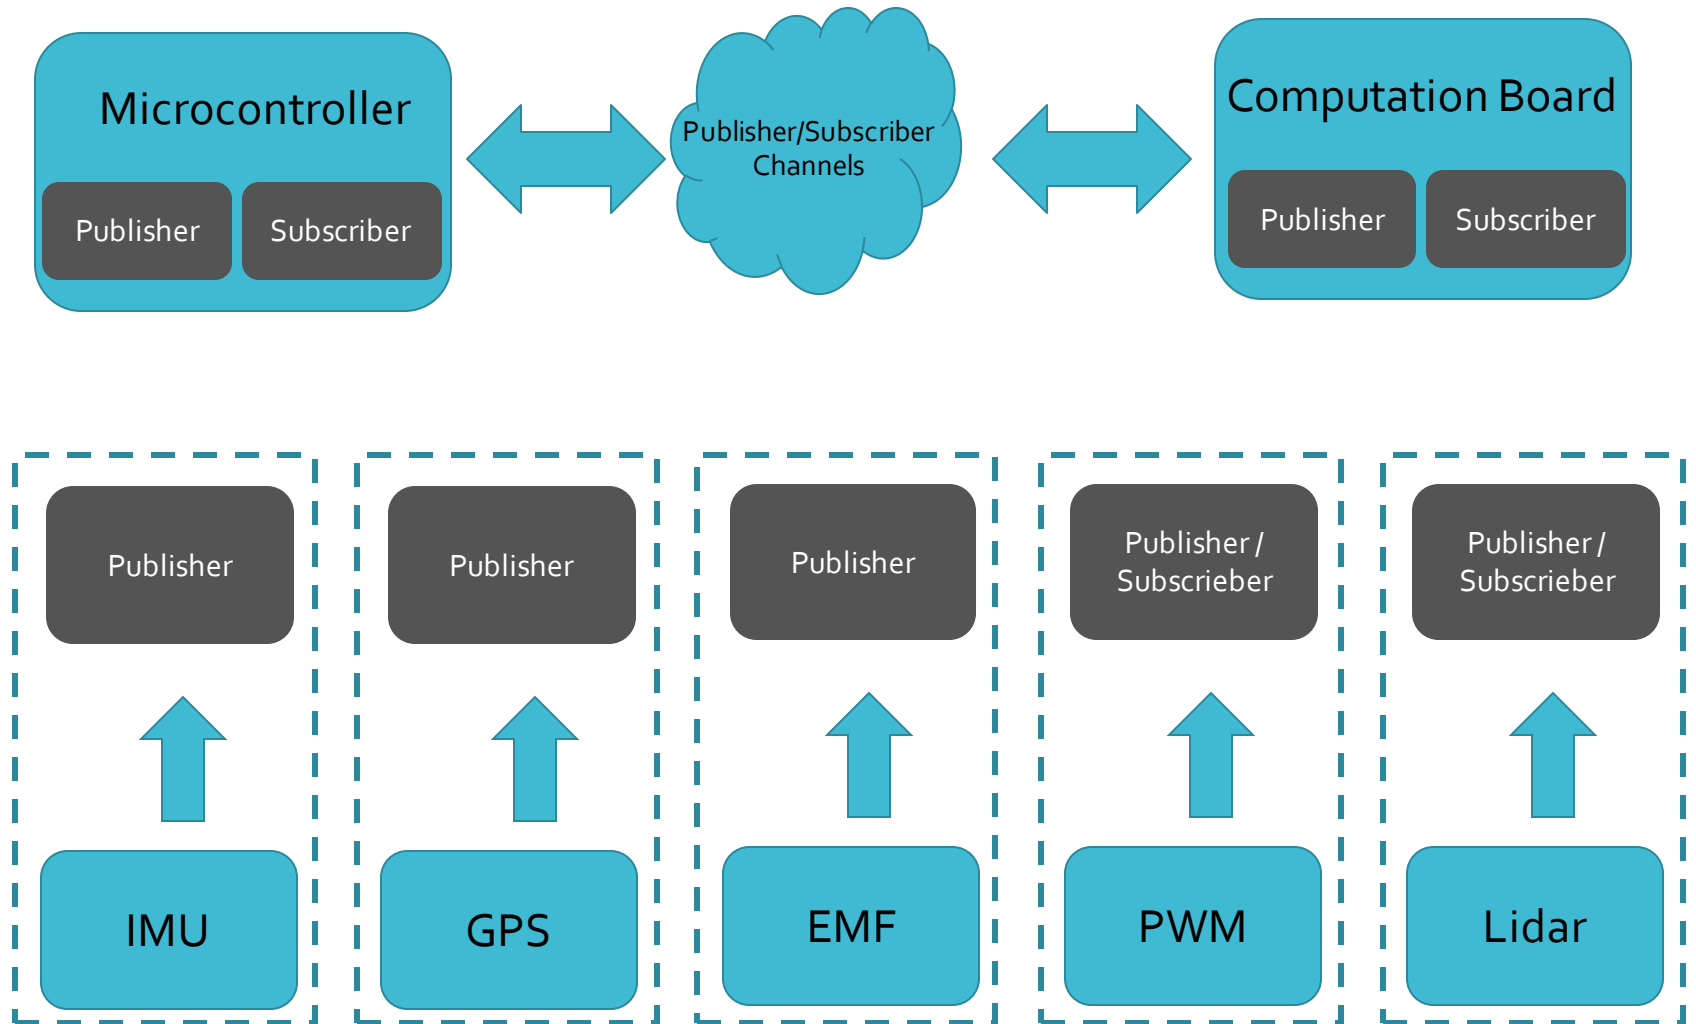 Microcontroller
Publisher
Subscriber
Publisher/Subscriber
Channels
Computation Board
Publisher
Subscriber
Publisher
Publisher
Publisher
Publisher /
Subscrieber
Publisher /
Subscrieber
IMU
GPS
EMF
PWM
Lidar